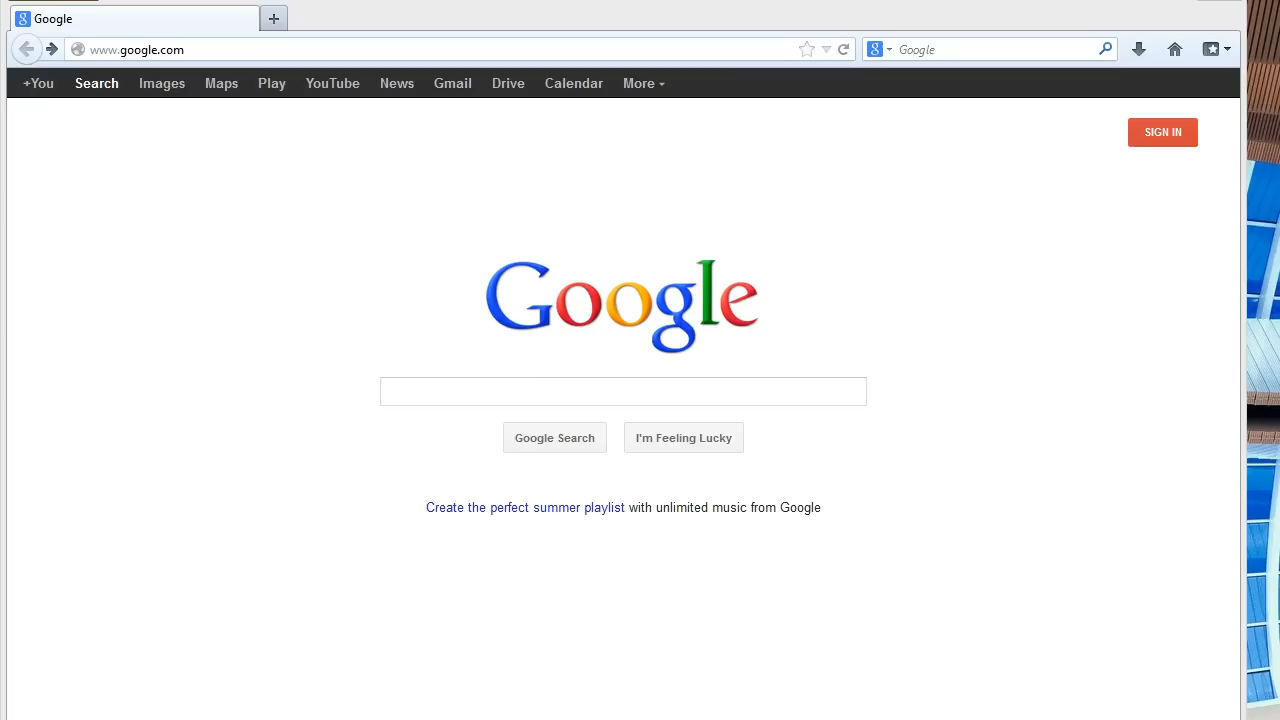 Google
www.google.com
Google
+You Search Images Maps Play YouTube News Gmail Drive Calendar More
SIGN IN
Google
Google Search I'm Feeling Lucky
Create the perfect summer playlist with unlimited music from Google